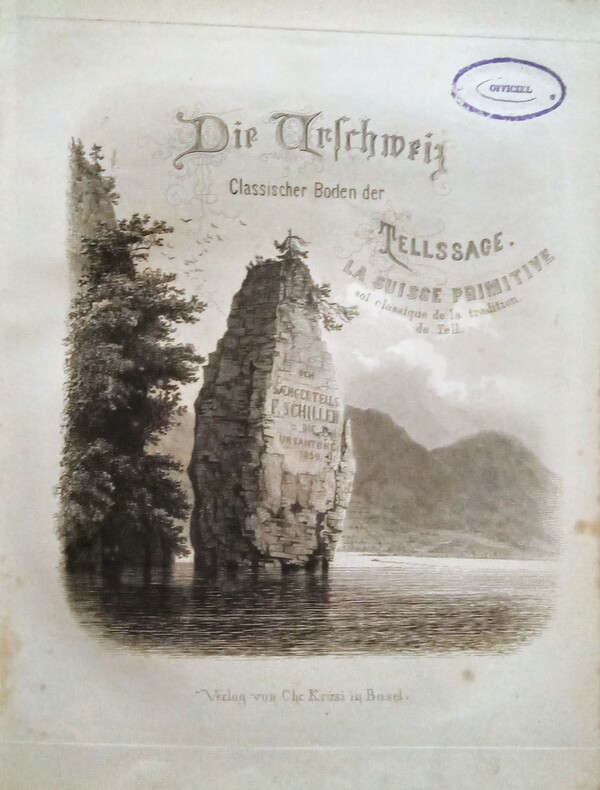 OFFICIEL
Die Urschweiz
Classischer Boden der
TELLSSAGE.
LA SUISSE PRIMITIVE
sol classique de la tradition
de Tell.
DEM
SÆNGER TELLS
F. SCHILLER
DIE
URKANTONE
1859.
Verlag von Chr. Krüsi in Basel.